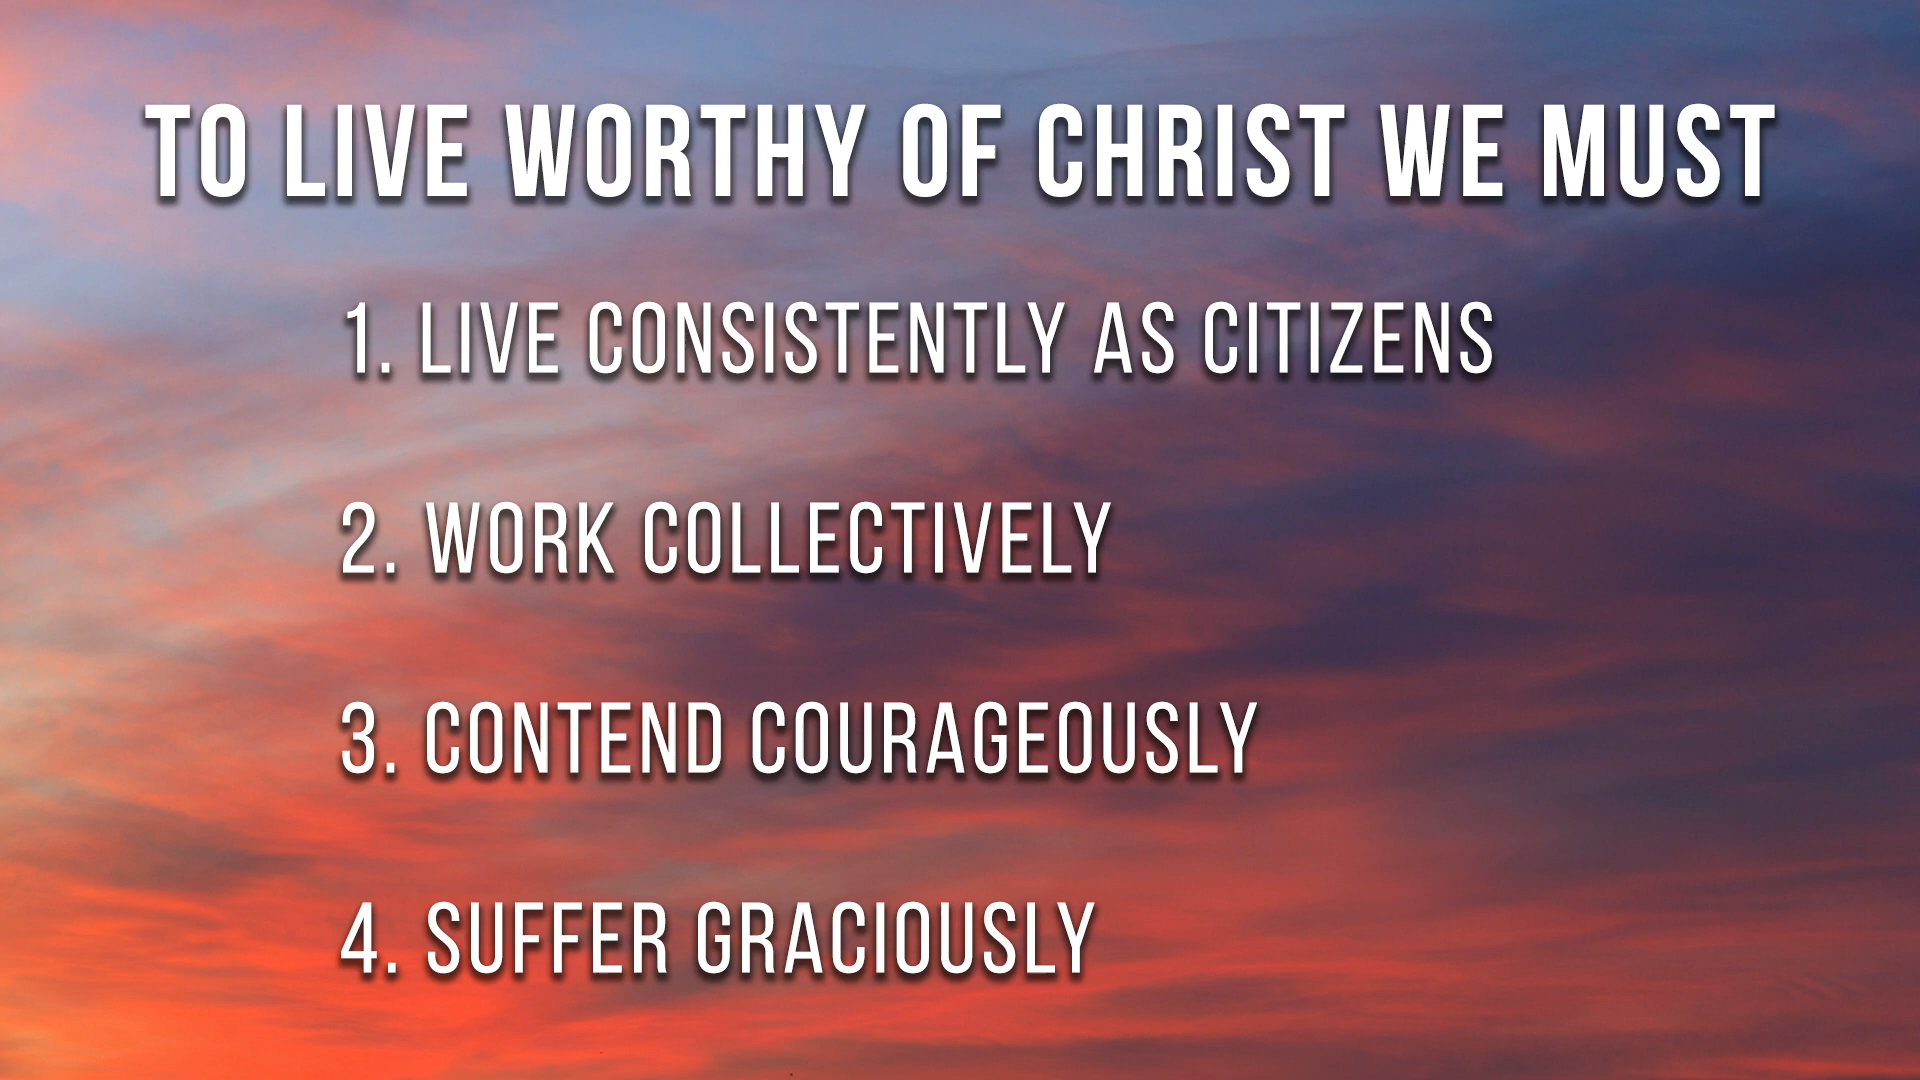 TO LIVE WORTHY OF CHRIST WE MUST
1. LIVE CONSISTENTLY AS CITIZENS
2. WORK COLLECTIVELY
3. CONTEND COURAGEOUSLY
4. SUFFER GRACIOUSLY